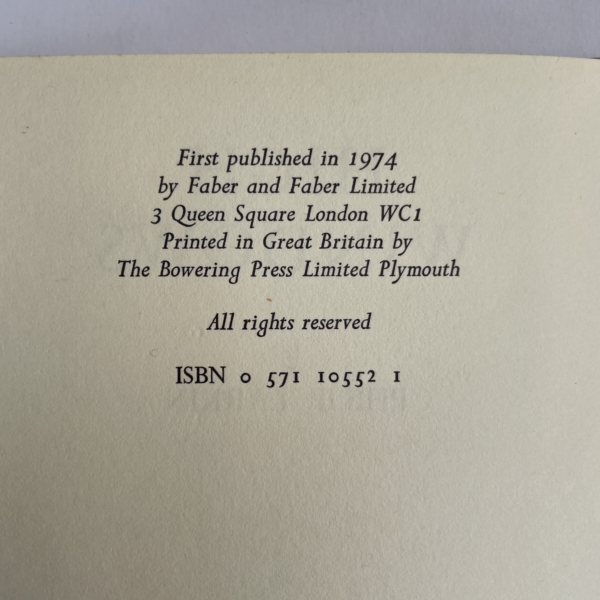 First published in 1974
by Faber and Faber Limited
3 Queen Square London WC1
Printed in Great Britain by
The Bowering Press Limited Plymouth
All rights reserved
ISBN 0 571 10552 1